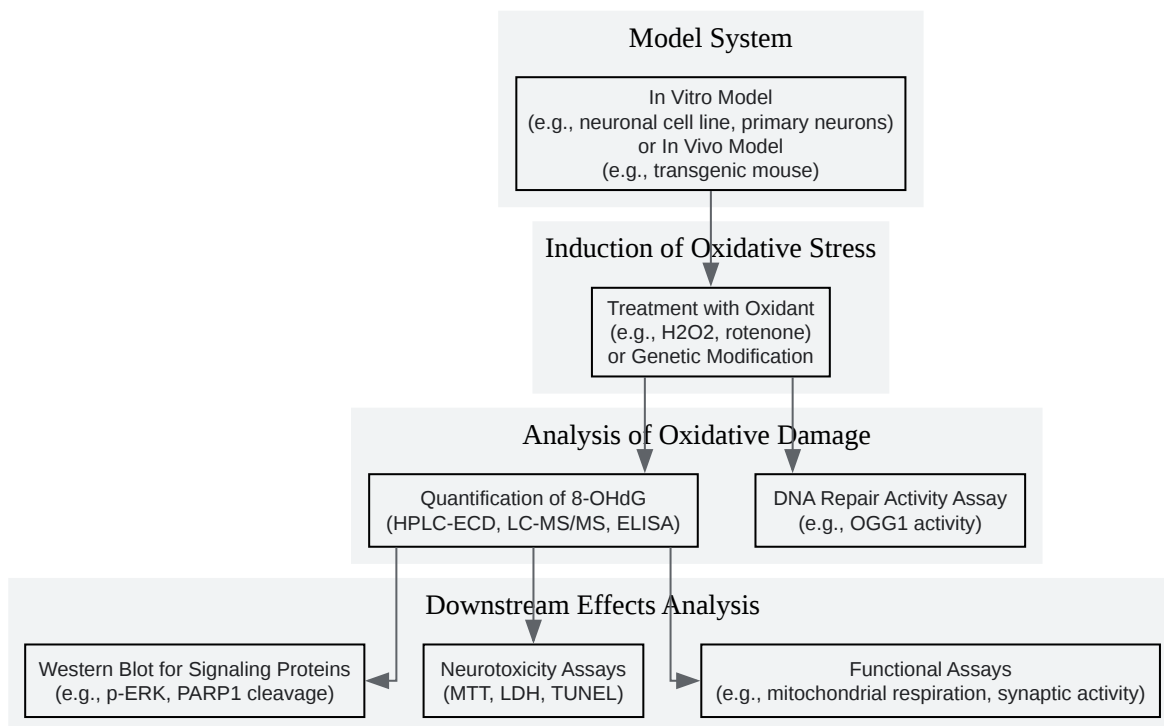 Model System
In Vitro Model
(e.g., neuronal cell line, primary neurons)
or In Vivo Model
(e.g., transgenic mouse)
Induction of Oxidative Stress
Treatment with Oxidant
(e.g., H2O2, rotenone)
or Genetic Modification
Analysis of Oxidative Damage
Quantification of 8-OHdG
(HPLC-ECD, LC-MS/MS, ELISA)
DNA Repair Activity Assay
(e.g., OGG1 activity)
Downstream Effects Analysis
Western Blot for Signaling Proteins
(e.g., p-ERK, PARP1 cleavage)
Neurotoxicity Assays
(MTT, LDH, TUNEL)
Functional Assays
(e.g., mitochondrial respiration, synaptic activity)